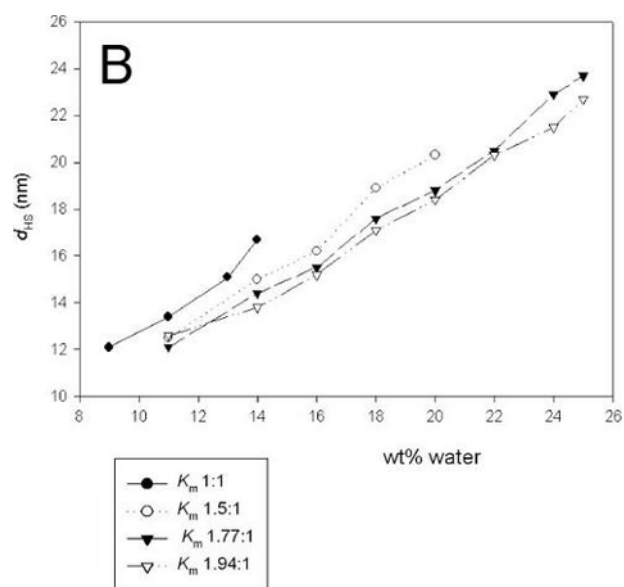 B
26
24
22
20
18
16
14
12
10
d_HS (nm)
8 10 12 14 16 18 20 22 24 26
wt% water
K_m 1:1
K_m 1.5:1
K_m 1.77:1
K_m 1.94:1